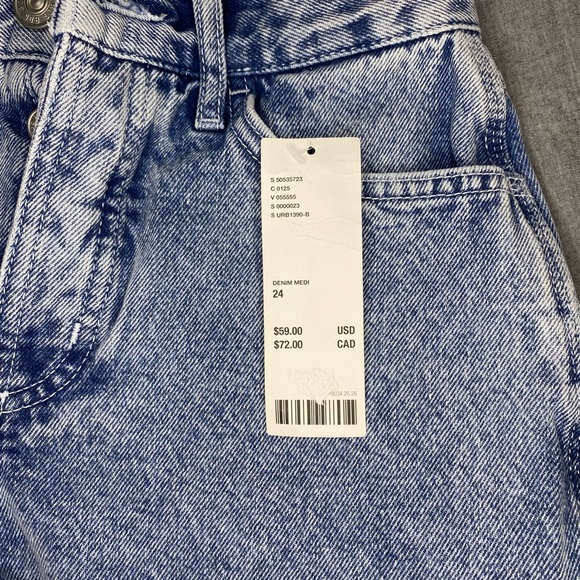 S 50535723
C 0125
V 055555
S 0000023
S URB1390-B
DENIM MEDI
24
$59.00 USD
$72.00 CAD